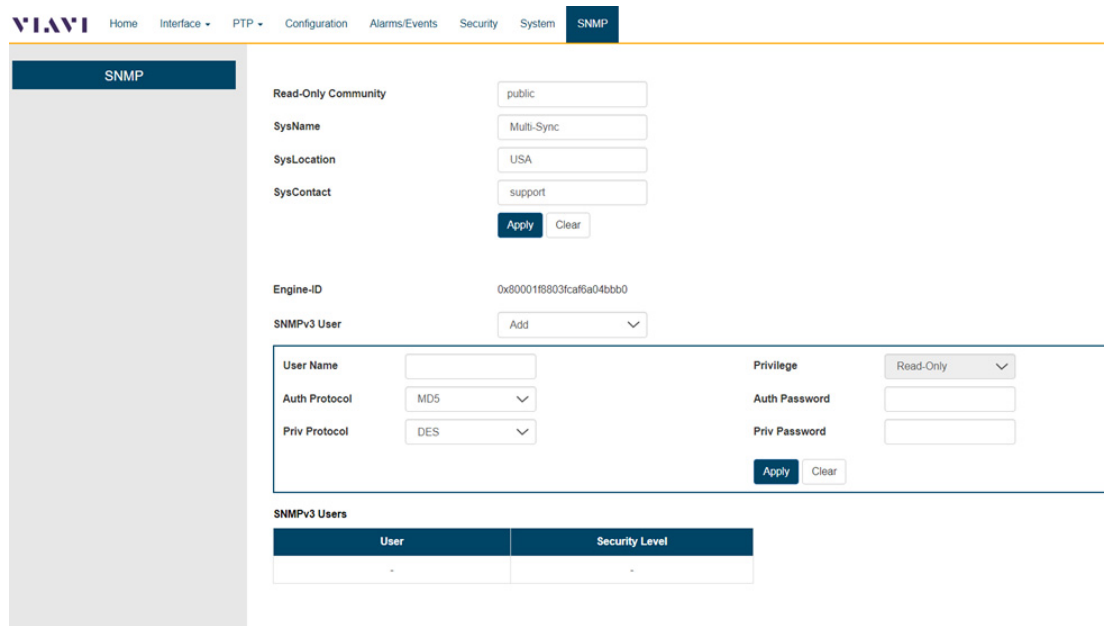 VIAVI Home Interface PTP Configuration Alarms/Events Security System SNMP
SNMP
Read-Only Community public
SysName Multi-Sync
SysLocation USA
SysContact support
Apply Clear
Engine-ID 0x80001f8803fcaf6a04bbb0
SNMPv3 User Add
User Name Privilege Read-Only
Auth Protocol MD5 Auth Password
Priv Protocol DES Priv Password
Apply Clear
SNMPv3 Users
User Security Level
- -